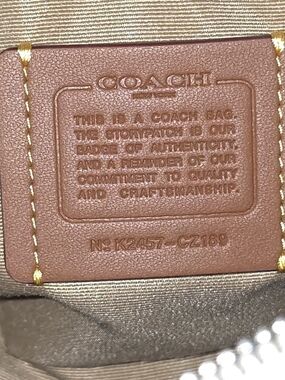 COACH
THIS IS A COACH BAG.
THE STORYPATCH IS OUR
BADGE OF AUTHENTICITY,
AND A REMINDER OF OUR
COMMITMENT TO QUALITY
AND CRAFTSMANSHIP.
Nº K2457-CZ189